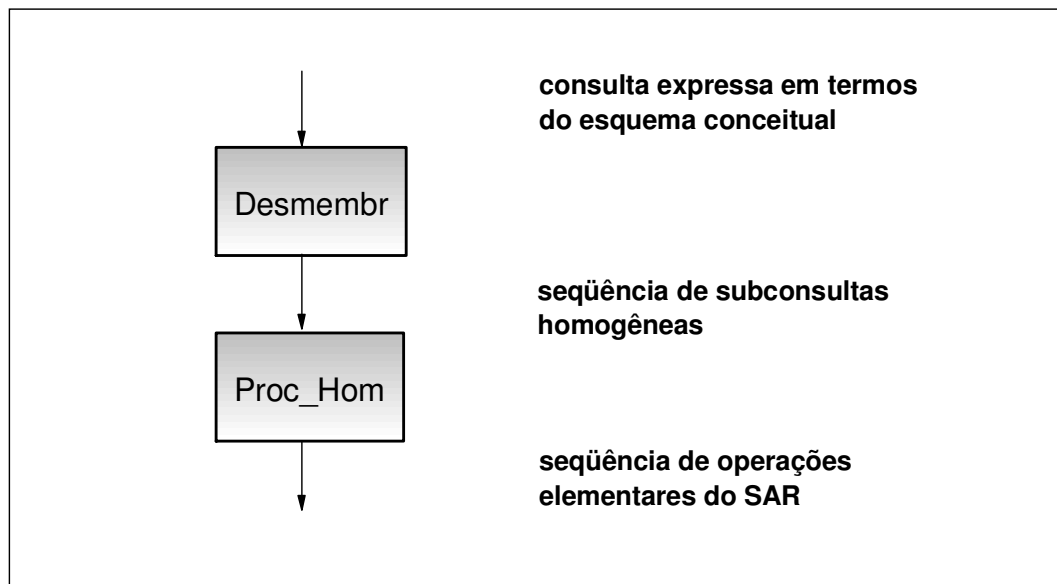 consulta expressa em termos
do esquema conceitual
Desmembr
seqüência de subconsultas
homogêneas
Proc_Hom
seqüência de operações
elementares do SAR